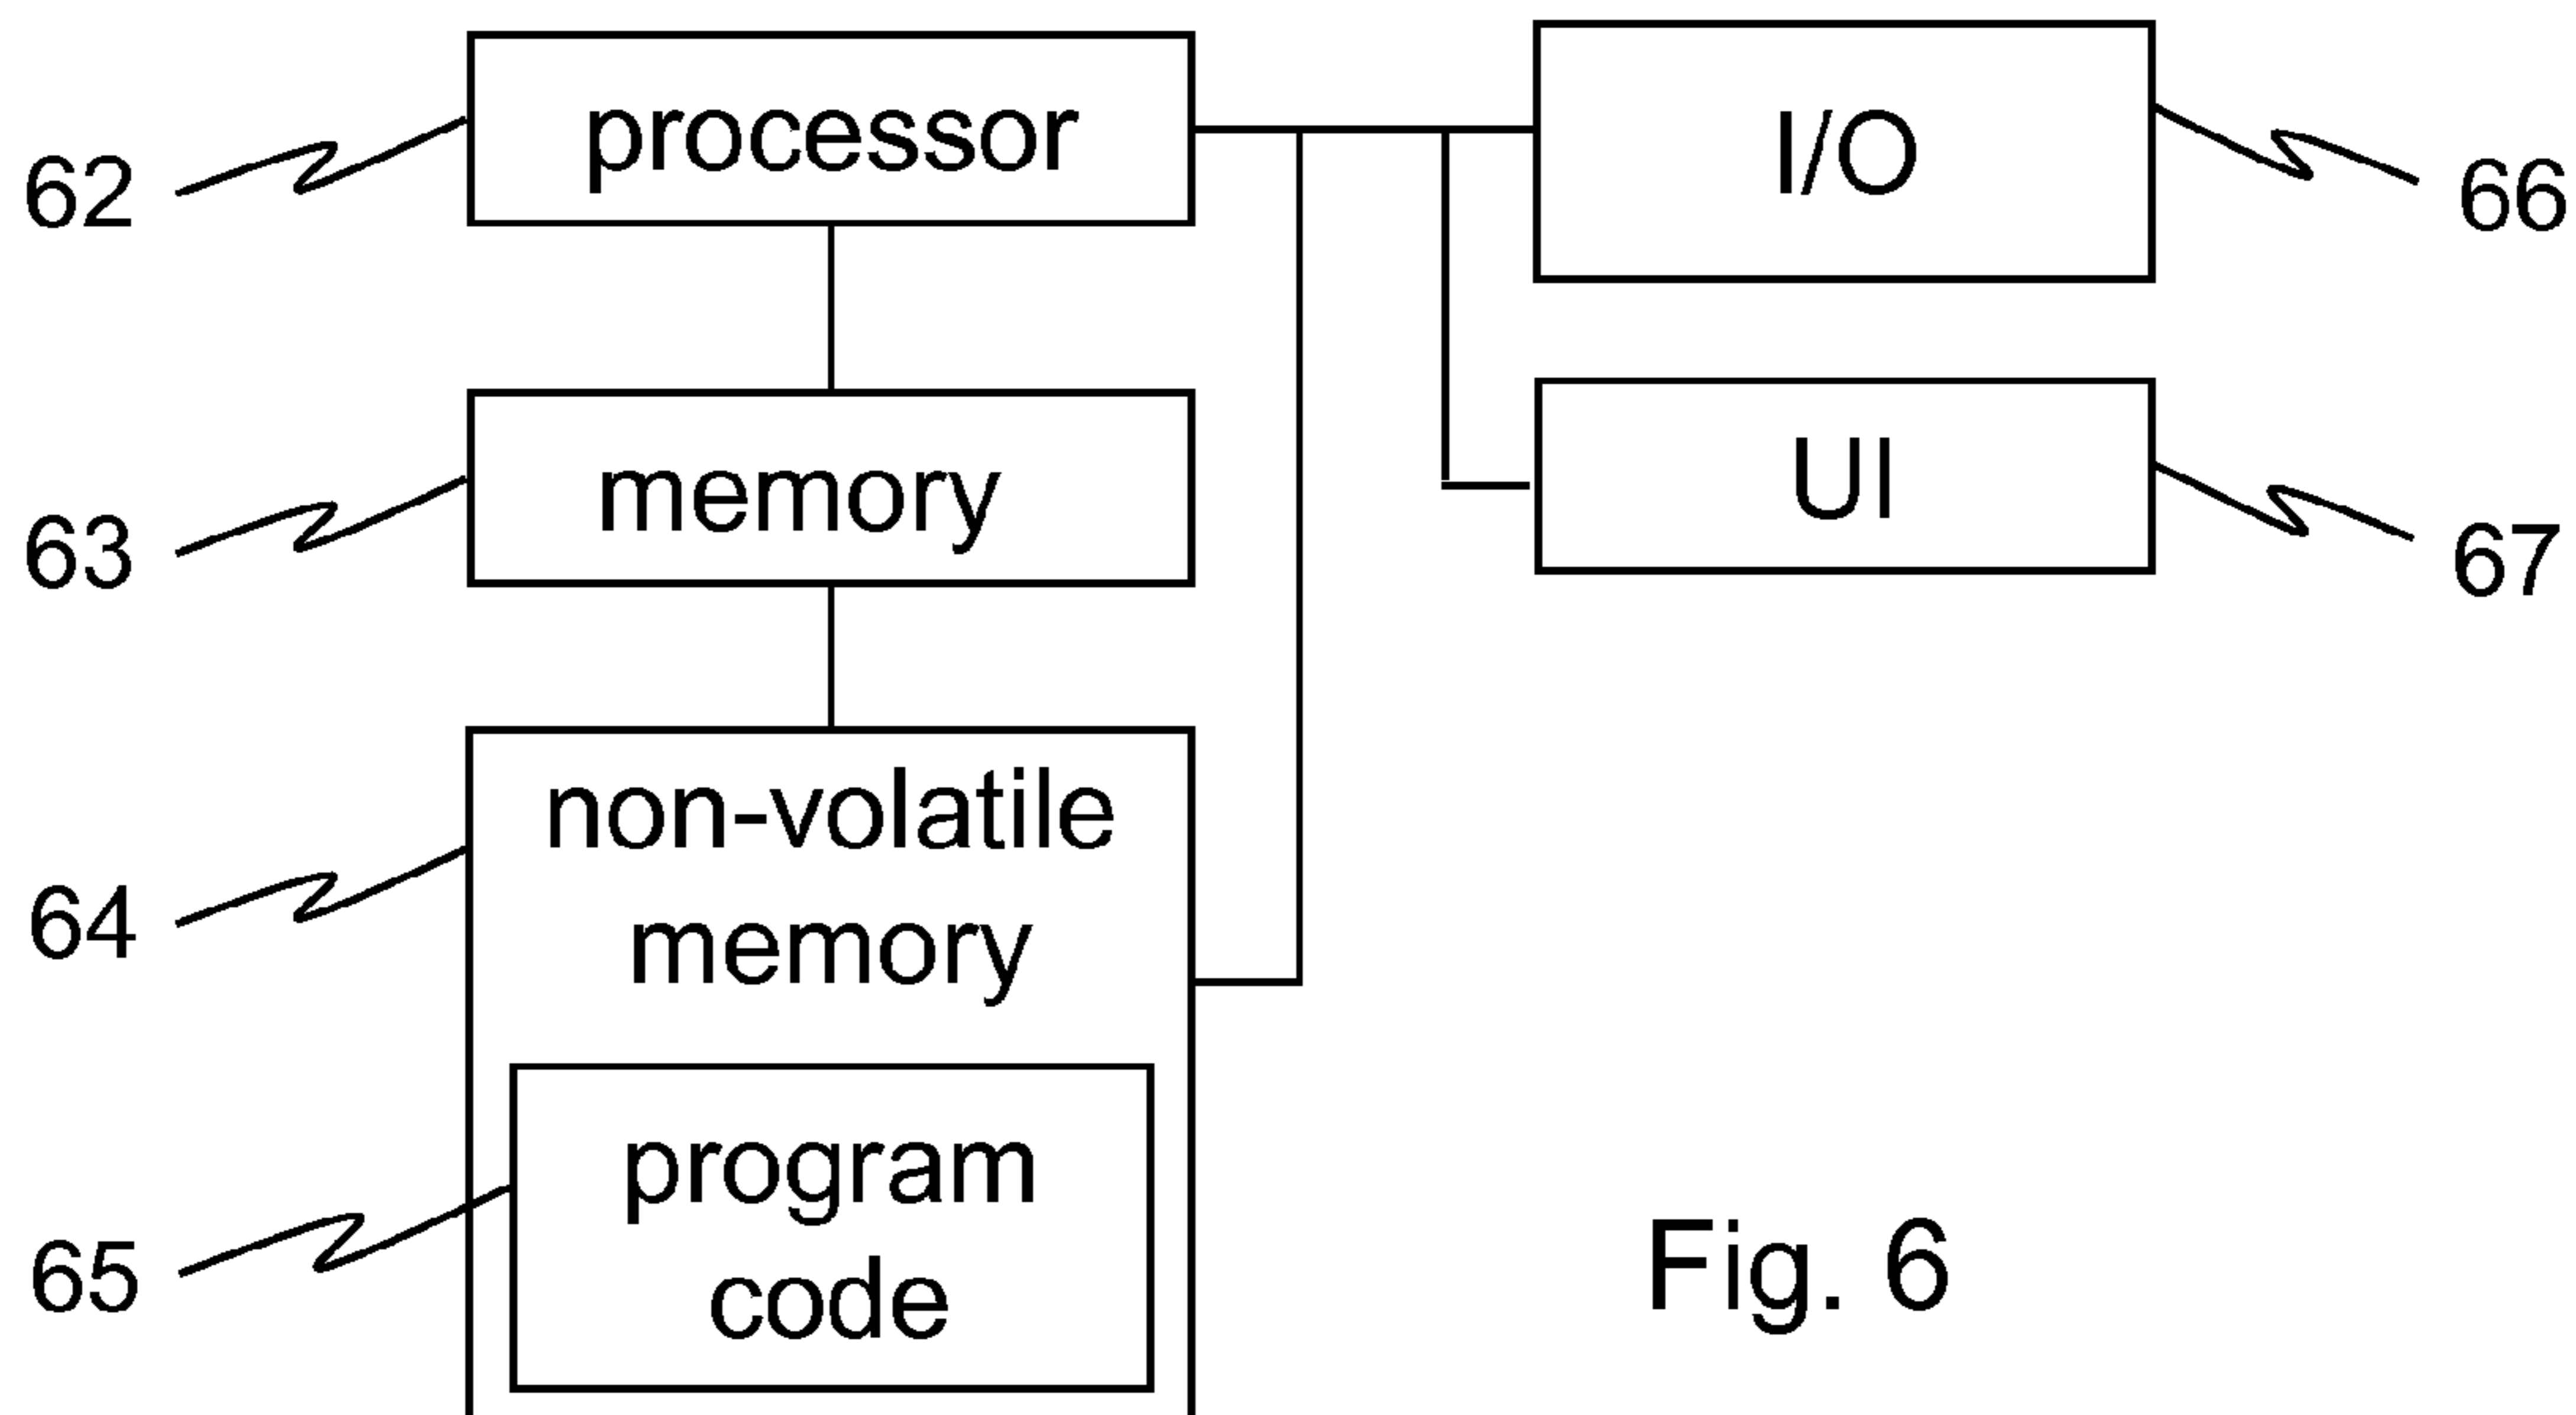 processor
I/O
62
66
memory
UI
63
67
non-volatile
memory
64
program
code
65
Fig. 6